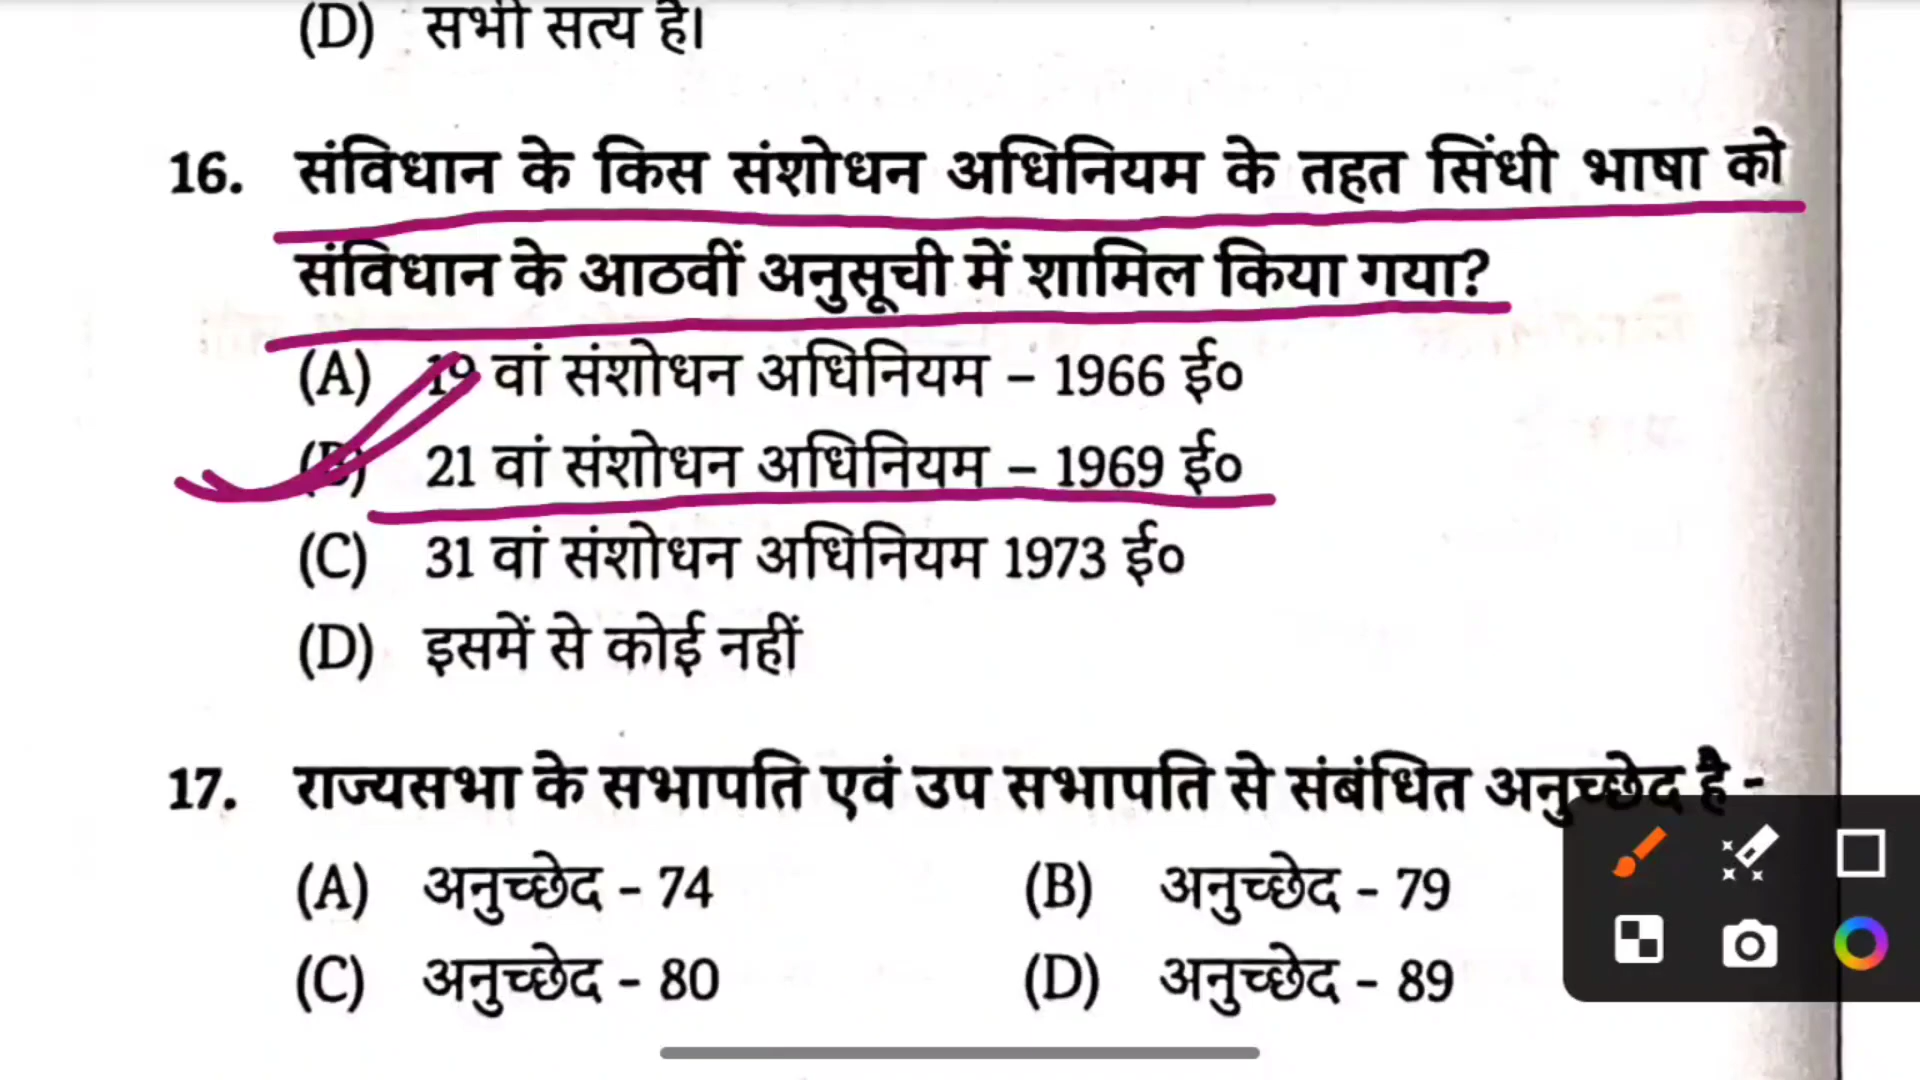 (D) सभी सत्य है।
16. संविधान के किस संशोधन अधिनियम के तहत सिंधी भाषा को
संविधान के आठवीं अनुसूची में शामिल किया गया?
(A) 19 वां संशोधन अधिनियम – 1966 ई०
(B) 21 वां संशोधन अधिनियम – 1969 ई०
(C) 31 वां संशोधन अधिनियम 1973 ई०
(D) इसमें से कोई नहीं
17. राज्यसभा के सभापति एवं उप सभापति से संबंधित अनुच्छेद है -
(A) अनुच्छेद - 74 (B) अनुच्छेद - 79
(C) अनुच्छेद - 80 (D) अनुच्छेद - 89